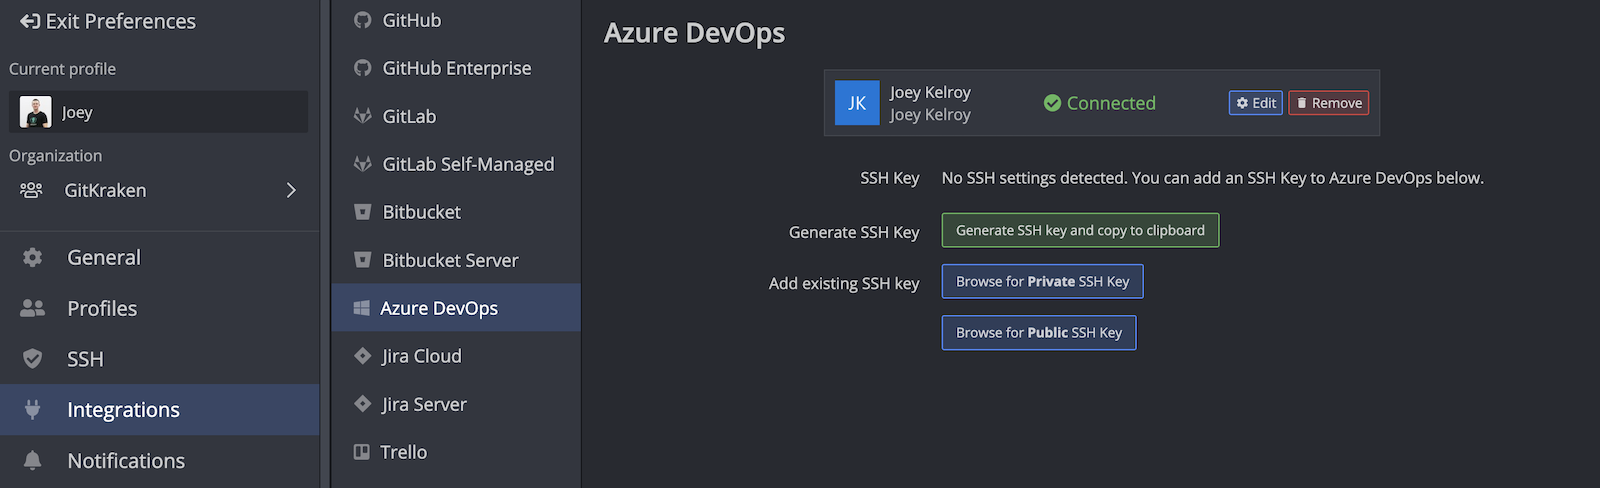 Exit Preferences
Current profile
Joey
Organization
GitKraken
General
Profiles
SSH
Integrations
Notifications
GitHub
GitHub Enterprise
GitLab
GitLab Self-Managed
Bitbucket
Bitbucket Server
Azure DevOps
Jira Cloud
Jira Server
Trello
Azure DevOps
JK
Joey Kelroy
Joey Kelroy
Connected
Edit
Remove
SSH Key No SSH settings detected. You can add an SSH Key to Azure DevOps below.
Generate SSH Key Generate SSH key and copy to clipboard
Add existing SSH key Browse for Private SSH Key
Browse for Public SSH Key